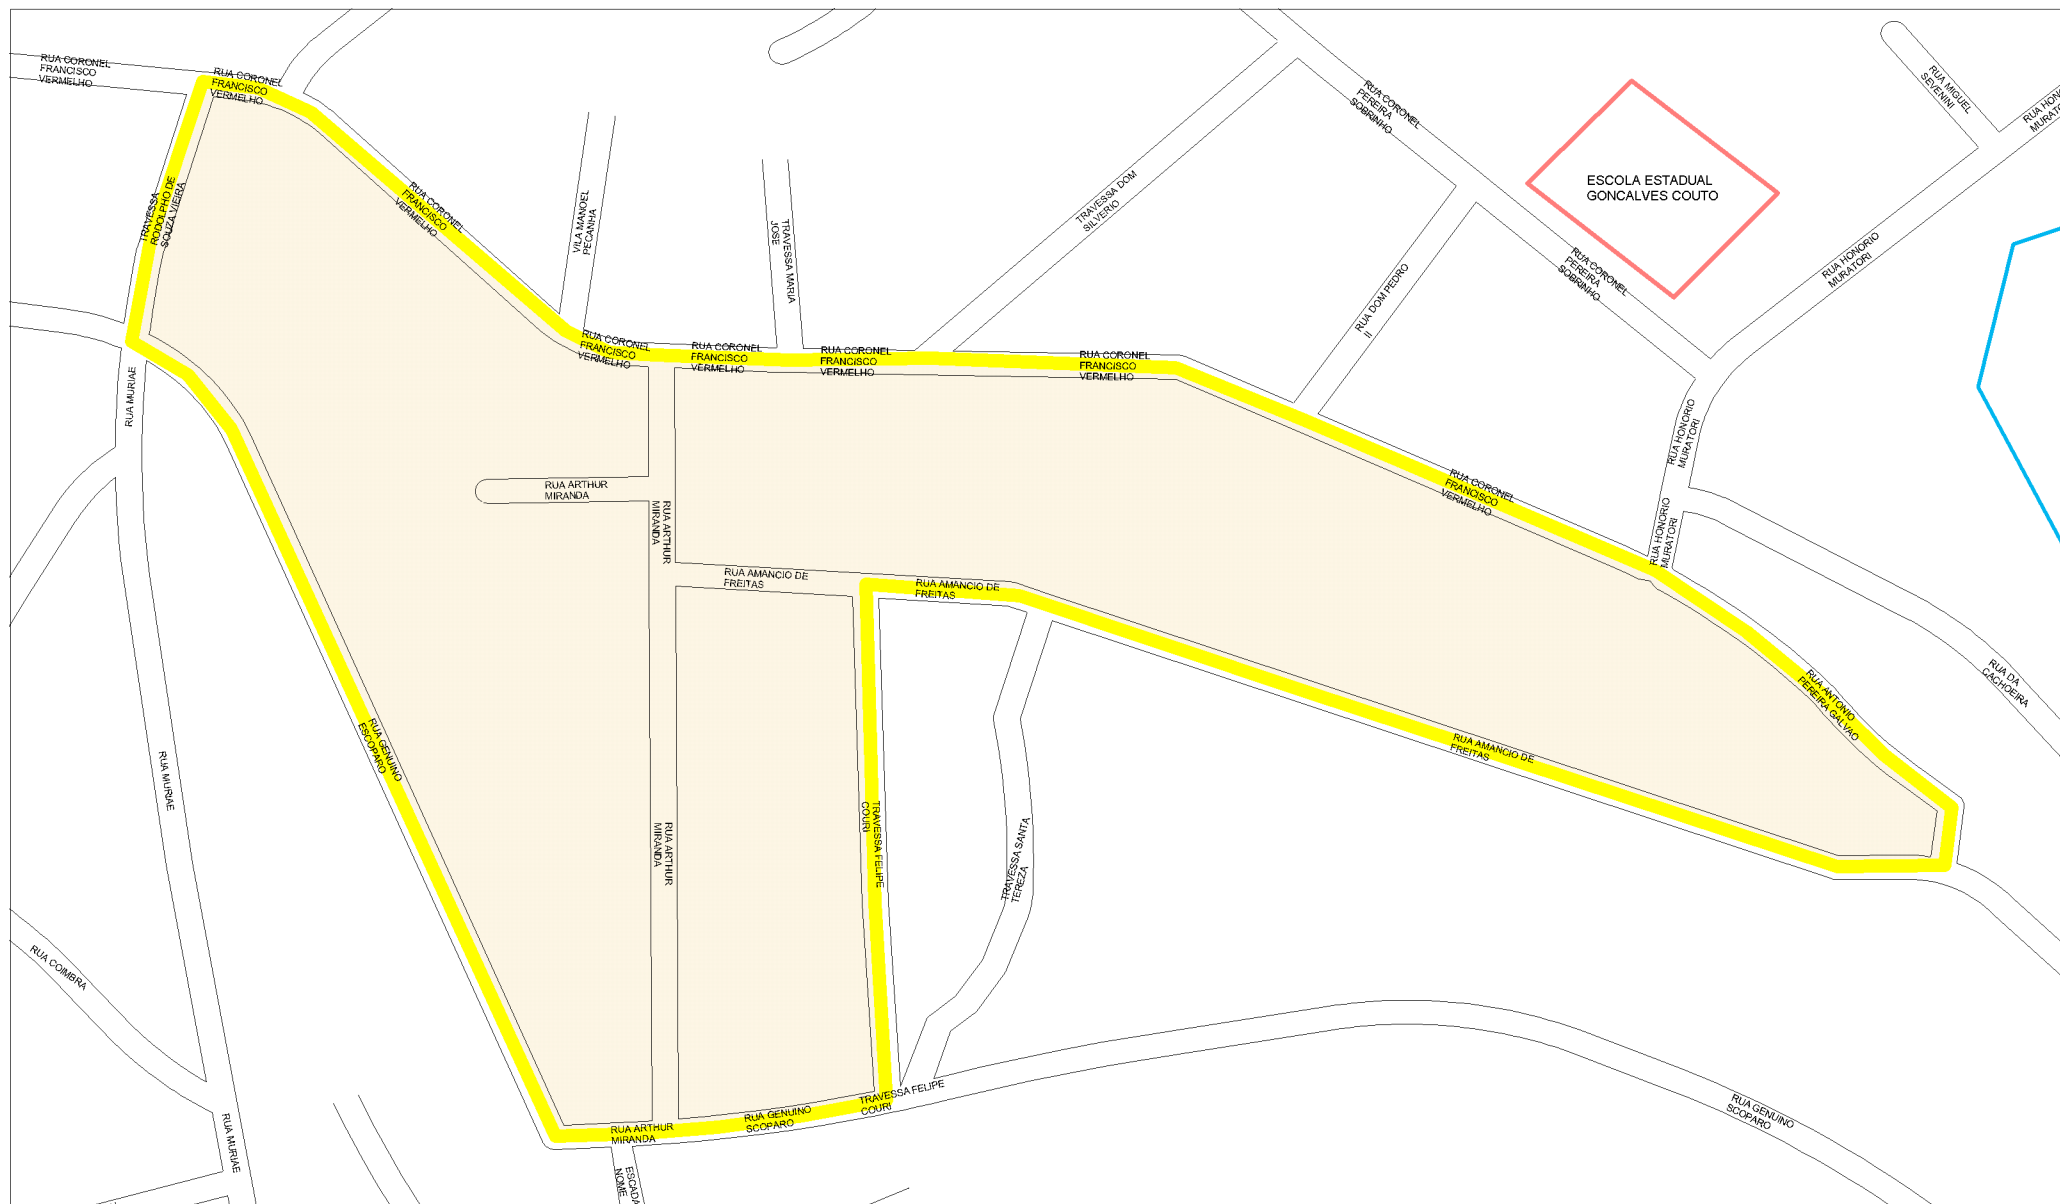 RUA CORONEL
FRANCISCO
VERMELHO
RUA CORONEL
FRANCISCO
VERMELHO
RUA MIGUEL
SEVENINI
RUA CORONEL
PEREIRA
SOBRINHO
ESCOLA ESTADUAL
GONCALVES COUTO
TRAVESSA
RODOLPHO DE
SOUZA VIEIRA
RUA CORONEL
FRANCISCO
VERMELHO
VILA MANOEL
PECANHA
TRAVESSA MARIA
JOSE
TRAVESSA DOM
SILVERIO
RUA DOM PEDRO
II
RUA CORONEL
PEREIRA
SOBRINHO
RUA HONORIO
MURATORI
RUA CORONEL
FRANCISCO
VERMELHO
RUA CORONEL
FRANCISCO
VERMELHO
RUA CORONEL
FRANCISCO
VERMELHO
RUA CORONEL
FRANCISCO
VERMELHO
RUA MURIAE
RUA HONORIO
MURATORI
RUA ARTHUR
MIRANDA
RUA ARTHUR
MIRANDA
RUA CORONEL
FRANCISCO
VERMELHO
RUA HONORIO
MURATORI
RUA AMANCIO DE
FREITAS
RUA AMANCIO DE
FREITAS
RUA ANTONIO
PEREIRA GALVAO
RUA DA
CACHOEIRA
RUA GENUINO
ESCOPARO
RUA MURIAE
RUA AMANCIO DE
FREITAS
RUA ARTHUR
MIRANDA
TRAVESSA FELIPE
COURI
TRAVESSA SANTA
TEREZA
RUA COIMBRA
RUA MURIAE
RUA ARTHUR
MIRANDA
RUA GENUINO
SCOPARO
TRAVESSA FELIPE
COURI
RUA GENUINO
SCOPARO
ESCADA
NOME